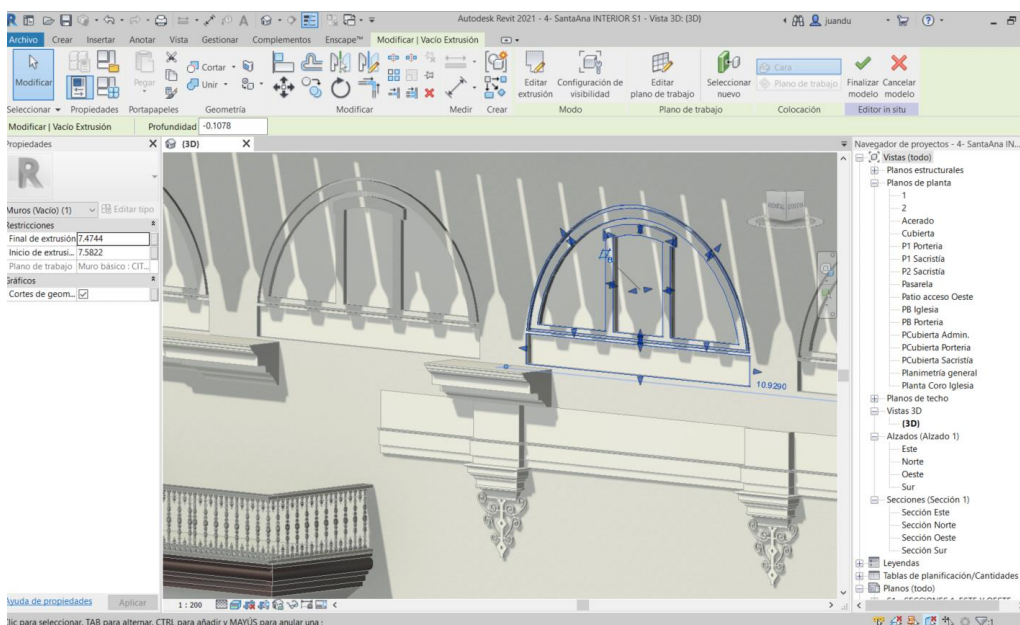 Autodesk Revit 2021 - 4- SantaAna INTERIOR S1 - Vista 3D: {3D}
juandu
Archivo Crear Insertar Anotar Vista Gestionar Complementos Enscape™ Modificar | Vacío Extrusión
Modificar
Pegar
Cortar
Unir
Editar extrusión
Configuración de visibilidad
Editar plano de trabajo
Seleccionar nuevo
Cara
Plano de trabajo
Finalizar modelo
Cancelar modelo
Seleccionar Propiedades Portapapeles Geometría Modificar Medir Crear Modo Plano de trabajo Colocación Editor in situ
Modificar | Vacío Extrusión Profundidad -0.1078
Propiedades
{3D}
Navegador de proyectos - 4- SantaAna IN...
R
Muros (Vacío) (1)
Editar tipo
Restricciones
Final de extrusión 7.4744
Inicio de extrusi... 7.5822
Plano de trabajo Muro básico : CIT...
Gráficos
Cortes de geom...
10.9290
Vistas (todo)
Planos estructurales
Planos de planta
1
2
Acerado
Cubierta
P1 Porteria
P1 Sacristía
P2 Sacristía
Pasarela
Patio acceso Oeste
PB Iglesia
PB Porteria
PCubierta Admin.
PCubierta Porteria
PCubierta Sacristía
Planimetría general
Planta Coro Iglesia
Planos de techo
Vistas 3D
{3D}
Alzados (Alzado 1)
Este
Norte
Oeste
Sur
Secciones (Sección 1)
Sección Este
Sección Norte
Sección Oeste
Sección Sur
Leyendas
Tablas de planificación/Cantidades
Planos (todo)
Ayuda de propiedades
Aplicar
1 : 200
Clic para seleccionar, TAB para alternar, CTRL para añadir y MAYÚS para anular una :
:1